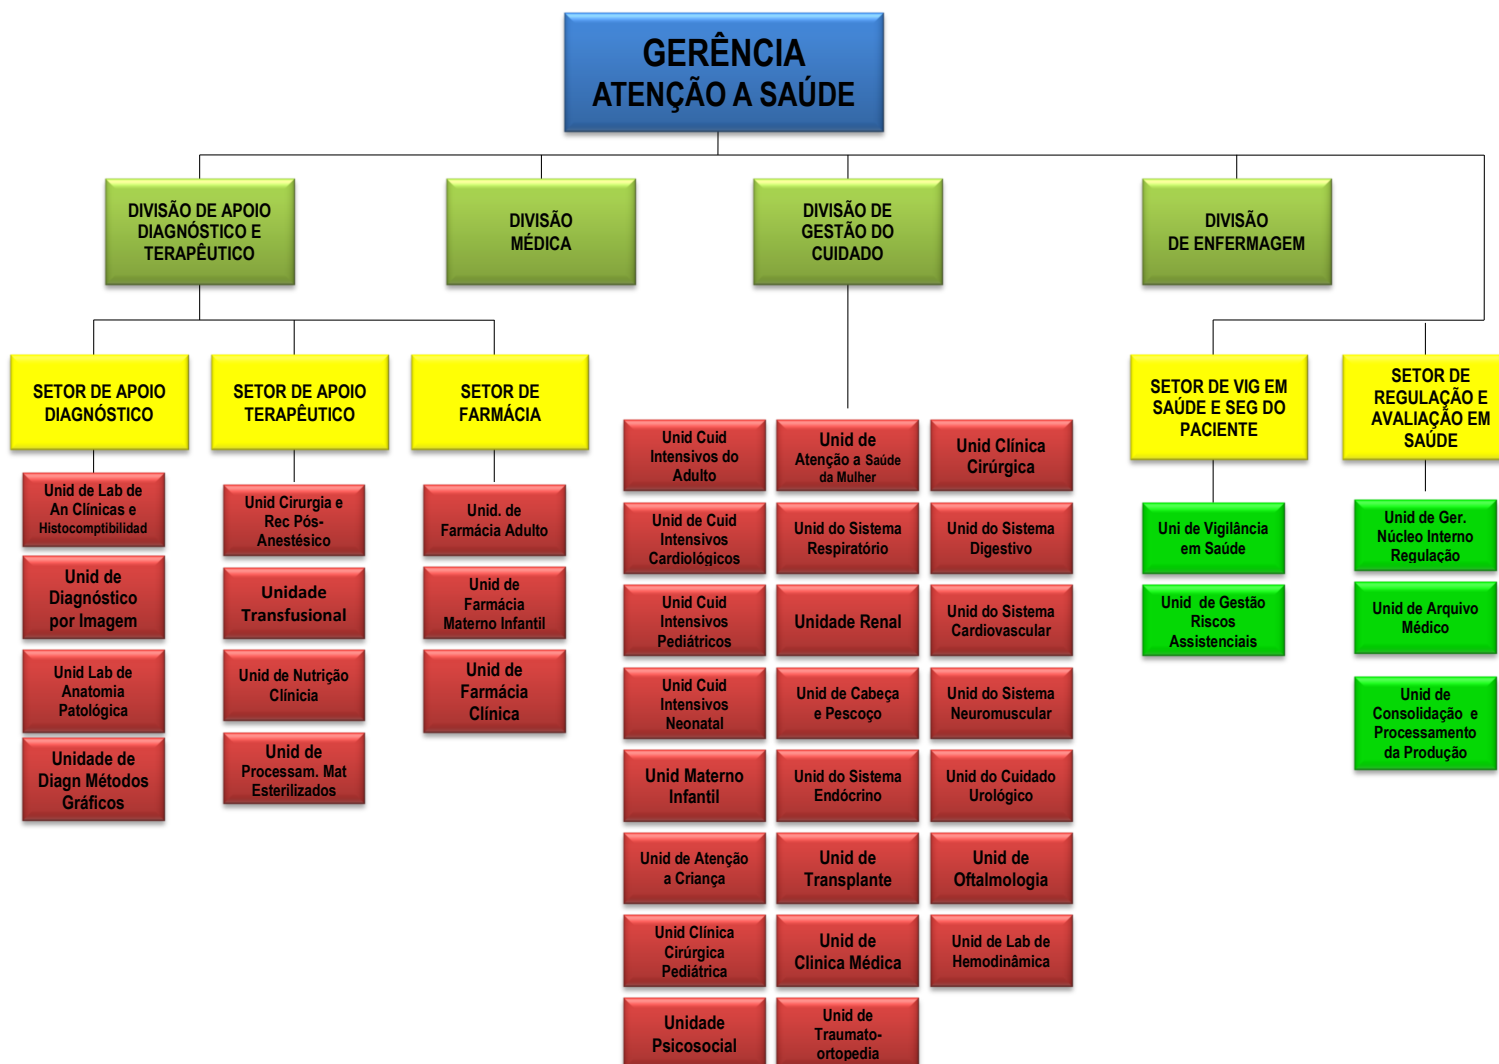 GERÊNCIA
ATENÇÃO A SAÚDE
DIVISÃO DE APOIO
DIAGNÓSTICO E
TERAPÊUTICO
DIVISÃO
MÉDICA
DIVISÃO DE
GESTÃO DO
CUIDADO
DIVISÃO
DE ENFERMAGEM
SETOR DE APOIO
DIAGNÓSTICO
SETOR DE APOIO
TERAPÊUTICO
SETOR DE
FARMÁCIA
SETOR DE VIG EM
SAÚDE E SEG DO
PACIENTE
SETOR DE
REGULAÇÃO E
AVALIAÇÃO EM
SAÚDE
Unid de Lab de
An Clínicas e
Histocomptibilidad
Unid de
Diagnóstico
por Imagem
Unid Lab de
Anatomia
Patológica
Unidade de
Diagn Métodos
Gráficos
Unid Cirurgia e
Rec Pós-
Anestésico
Unidade
Transfusional
Unid de Nutrição
Clínicia
Unid de
Processam. Mat
Esterilizados
Unid. de
Farmácia Adulto
Unid de
Farmácia
Materno Infantil
Unid de
Farmácia
Clínica
Unid Cuid
Intensivos do
Adulto
Unid de Cuid
Intensivos
Cardiológicos
Unid Cuid
Intensivos
Pediátricos
Unid Cuid
Intensivos
Neonatal
Unid Materno
Infantil
Unid de Atenção
a Criança
Unid Clínica
Cirúrgica
Pediátrica
Unidade
Psicosocial
Unid de
Atenção a Saúde
da Mulher
Unid do Sistema
Respiratório
Unidade Renal
Unid de Cabeça
e Pescoço
Unid do Sistema
Endócrino
Unid de
Transplante
Unid de
Clinica Médica
Unid de
Traumato-
ortopedia
Unid Clínica
Cirúrgica
Unid do Sistema
Digestivo
Unid do Sistema
Cardiovascular
Unid do Sistema
Neuromuscular
Unid do Cuidado
Urológico
Unid de
Oftalmologia
Unid de Lab de
Hemodinâmica
Uni de Vigilância
em Saúde
Unid de Gestão
Riscos
Assistenciais
Unid de Ger.
Núcleo Interno
Regulação
Unid de Arquivo
Médico
Unid de
Consolidação e
Processamento
da Produção